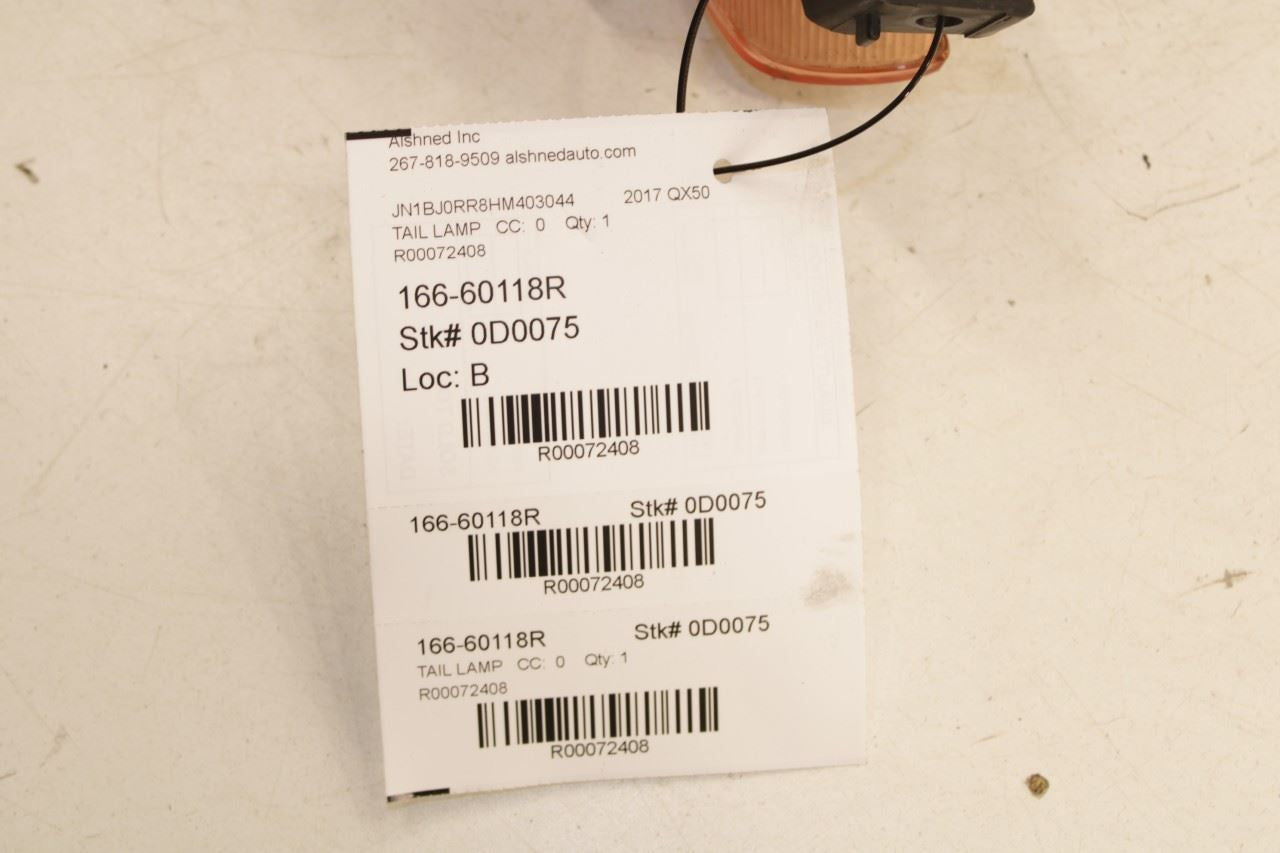 Alshned Inc
267-818-9509 alshnedauto.com
JN1BJ0RR8HM403044 2017 QX50
TAIL LAMP CC: 0 Qty: 1
R00072408
166-60118R
Stk# 0D0075
Loc: B
R00072408
166-60118R Stk# 0D0075
R00072408
166-60118R Stk# 0D0075
TAIL LAMP CC: 0 Qty: 1
R00072408
R00072408